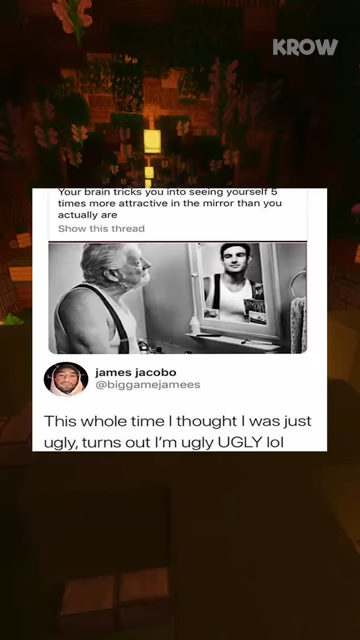 KROW
Your brain tricks you into seeing yourself 5
times more attractive in the mirror than you
actually are
Show this thread
james jacobo
@biggamejamees
This whole time I thought I was just
ugly, turns out I'm ugly UGLY lol